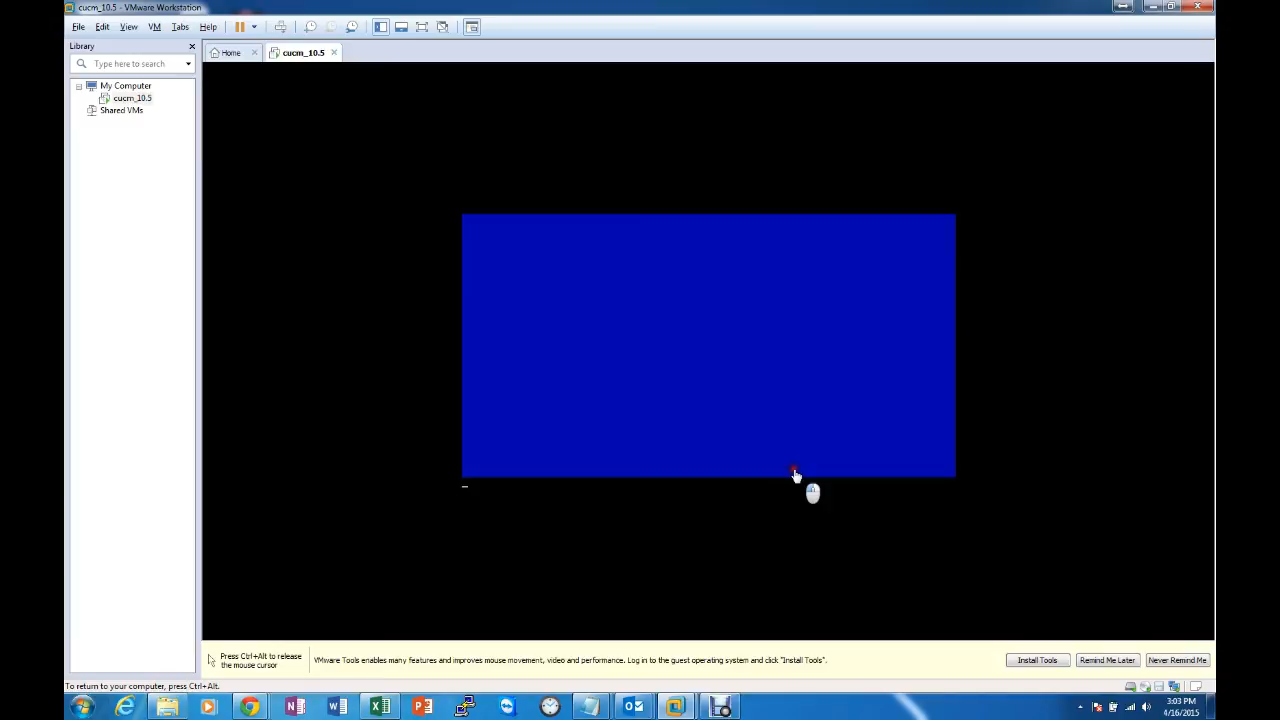 cucm_10.5 - VMware Workstation
File Edit View VM Tabs Help
Library
Type here to search
My Computer
cucm_10.5
Shared VMs
Home
cucm_10.5
Press Ctrl+Alt to release
the mouse cursor
VMware Tools enables many features and improves mouse movement, video and performance. Log in to the guest operating system and click "Install Tools".
Install Tools
Remind Me Later
Never Remind Me
To return to your computer, press Ctrl+Alt.
3:03 PM
4/16/2015